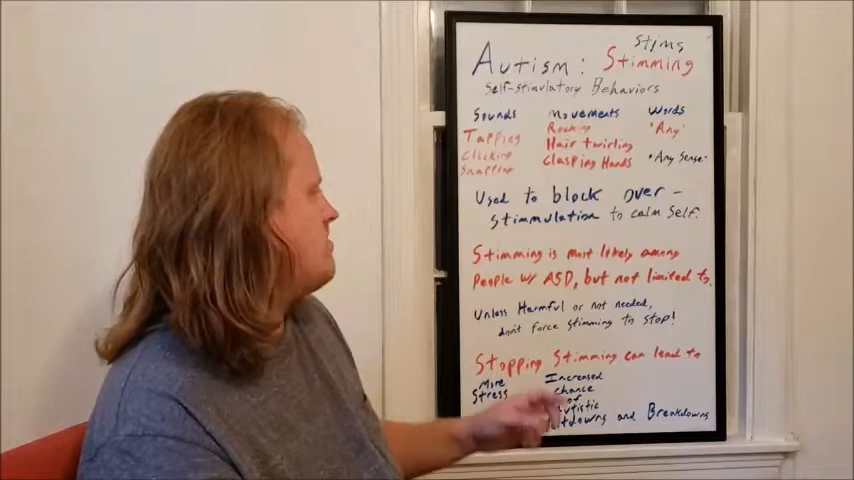 Stims
Autism: Stimming
Self-stimulatory Behaviors
Sounds Movements Words
Tapping Rocking "Any"
Clicking Hair twirling
Snapping Clasping Hands • Any Sense •
Used to block over-
stimmulation to calm self.
Stimming is most likely among
People w/ ASD, but not limited to.
Unless Harmful or not needed,
don't force stimming to stop!
Stopping Stimming can lead to
More Increased
Stress chance
of
and Breakdowns